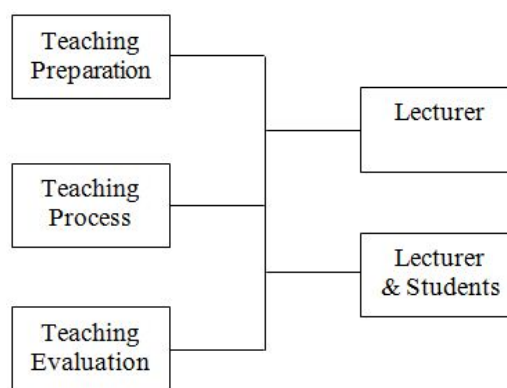 Teaching
Preparation
Lecturer
Teaching
Process
Lecturer
& Students
Teaching
Evaluation